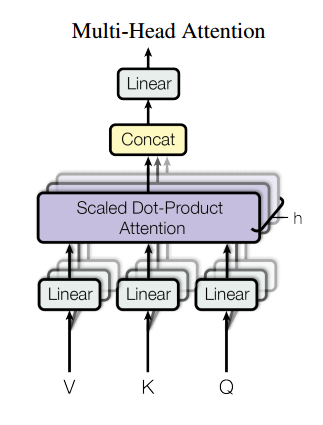 Multi-Head Attention
Linear
Concat
Scaled Dot-Product
Attention
h
Linear Linear Linear
V K Q